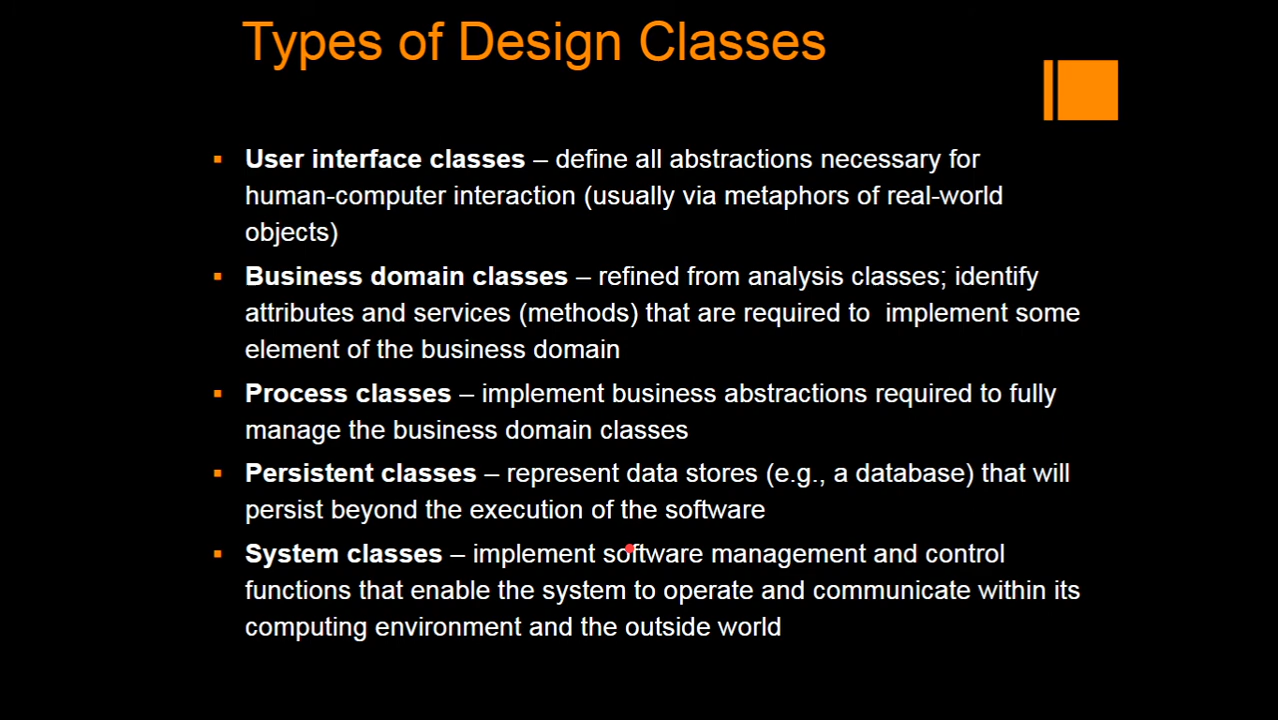 Types of Design Classes
▪ User interface classes – define all abstractions necessary for
human-computer interaction (usually via metaphors of real-world
objects)
▪ Business domain classes – refined from analysis classes; identify
attributes and services (methods) that are required to  implement some
element of the business domain
▪ Process classes – implement business abstractions required to fully
manage the business domain classes
▪ Persistent classes – represent data stores (e.g., a database) that will
persist beyond the execution of the software
▪ System classes – implement software management and control
functions that enable the system to operate and communicate within its
computing environment and the outside world